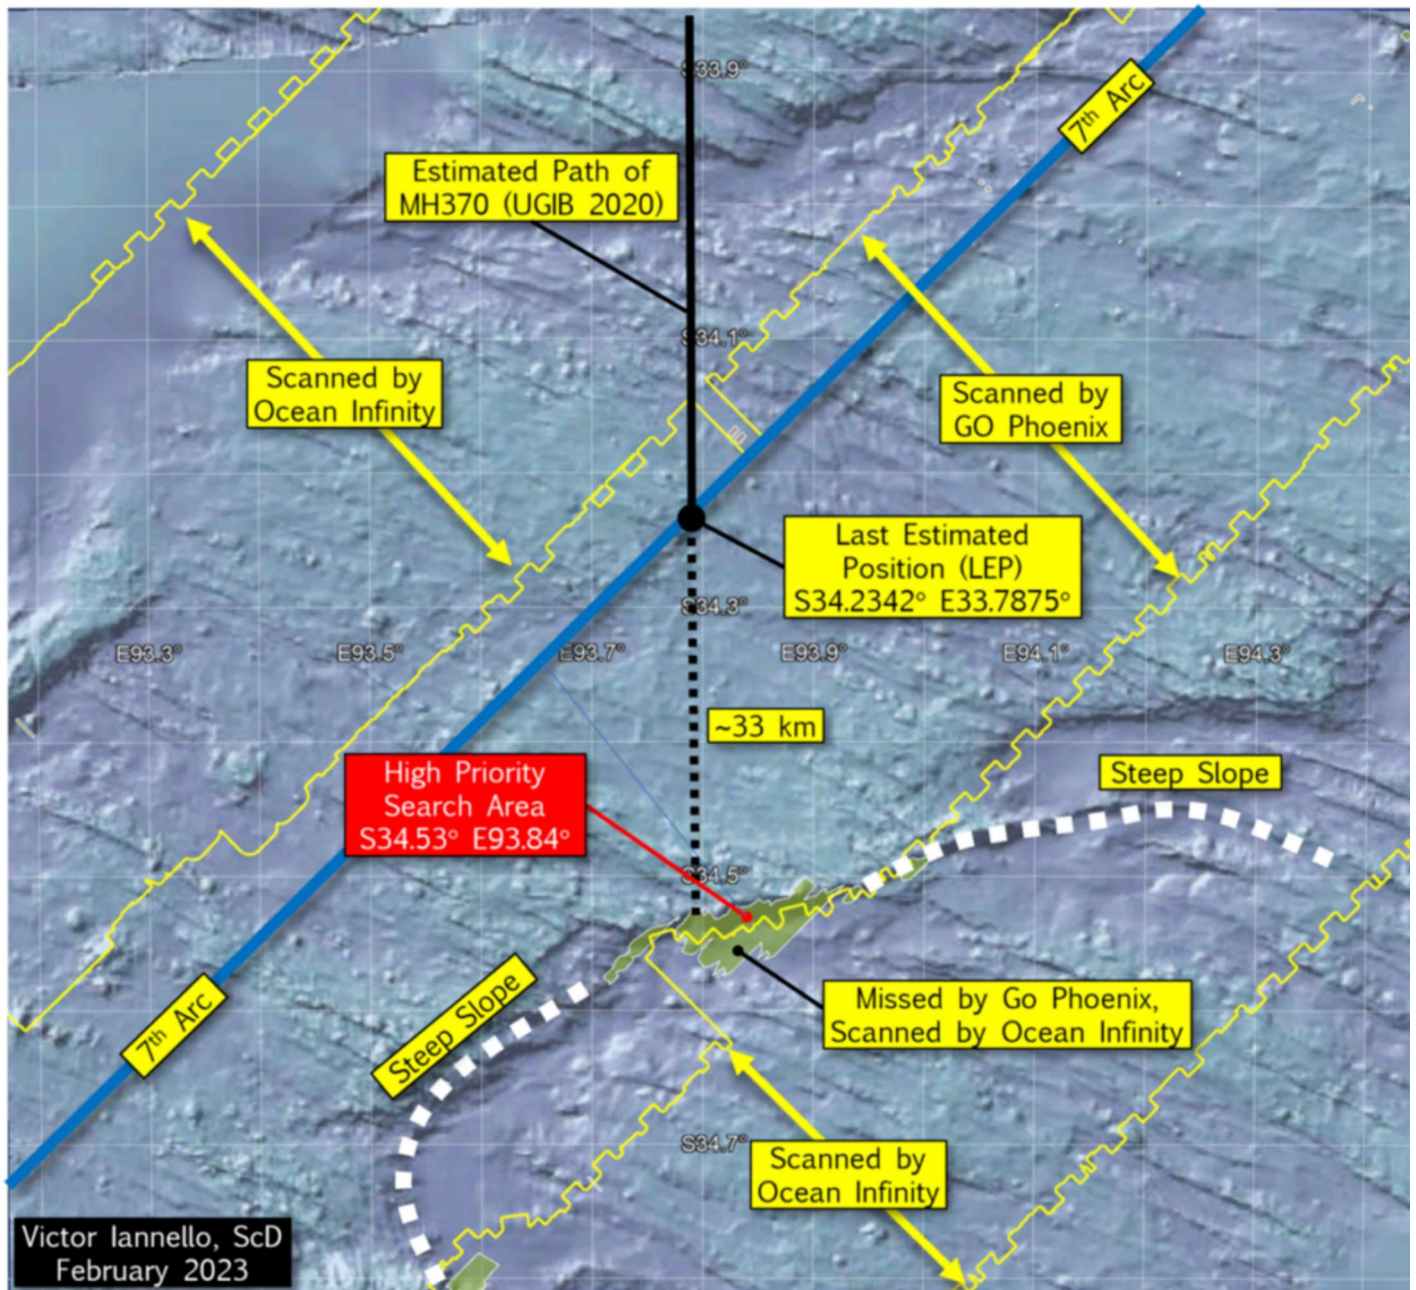 S33.9°
7th Arc
Estimated Path of
MH370 (UGIB 2020)
S34.1°
Scanned by
Ocean Infinity
Scanned by
GO Phoenix
Last Estimated
Position (LEP)
S34.2342° E33.7875°
S34.3°
E93.3°
E93.5°
E93.7°
E93.9°
E94.1°
E94.3°
~33 km
High Priority
Search Area
S34.53° E93.84°
Steep Slope
S34.5°
Steep Slope
Missed by Go Phoenix,
Scanned by Ocean Infinity
7th Arc
S34.7°
Scanned by
Ocean Infinity
Victor Iannello, ScD
February 2023